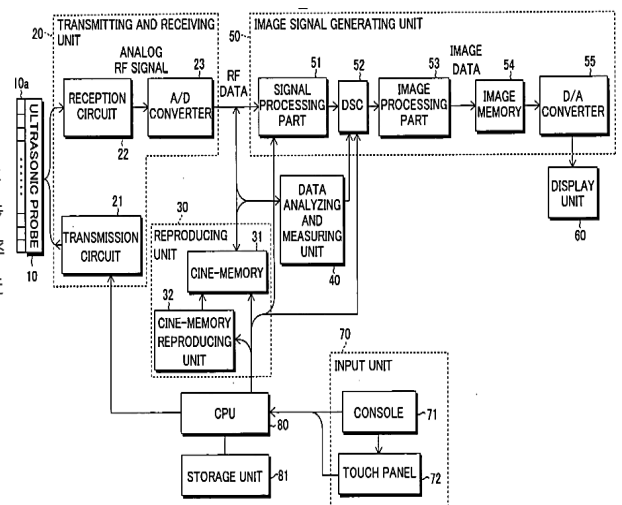 20
TRANSMITTING AND RECEIVING
UNIT
ANALOG
RF SIGNAL
23
RECEPTION
CIRCUIT
22
A/D
CONVERTER
RF
DATA
50
IMAGE SIGNAL GENERATING UNIT
51
SIGNAL
PROCESSING
PART
52
DSC
53
IMAGE
PROCESSING
PART
IMAGE
DATA
54
IMAGE
MEMORY
55
D/A
CONVERTER
DISPLAY
UNIT
60
10a
ULTRASONIC PROBE
10
21
TRANSMISSION
CIRCUIT
30
REPRODUCING
UNIT
31
CINE-MEMORY
32
CINE-MEMORY
REPRODUCING
UNIT
DATA
ANALYZING
AND
MEASURING
UNIT
40
70
INPUT UNIT
CONSOLE
71
TOUCH PANEL
72
CPU
80
STORAGE UNIT
81